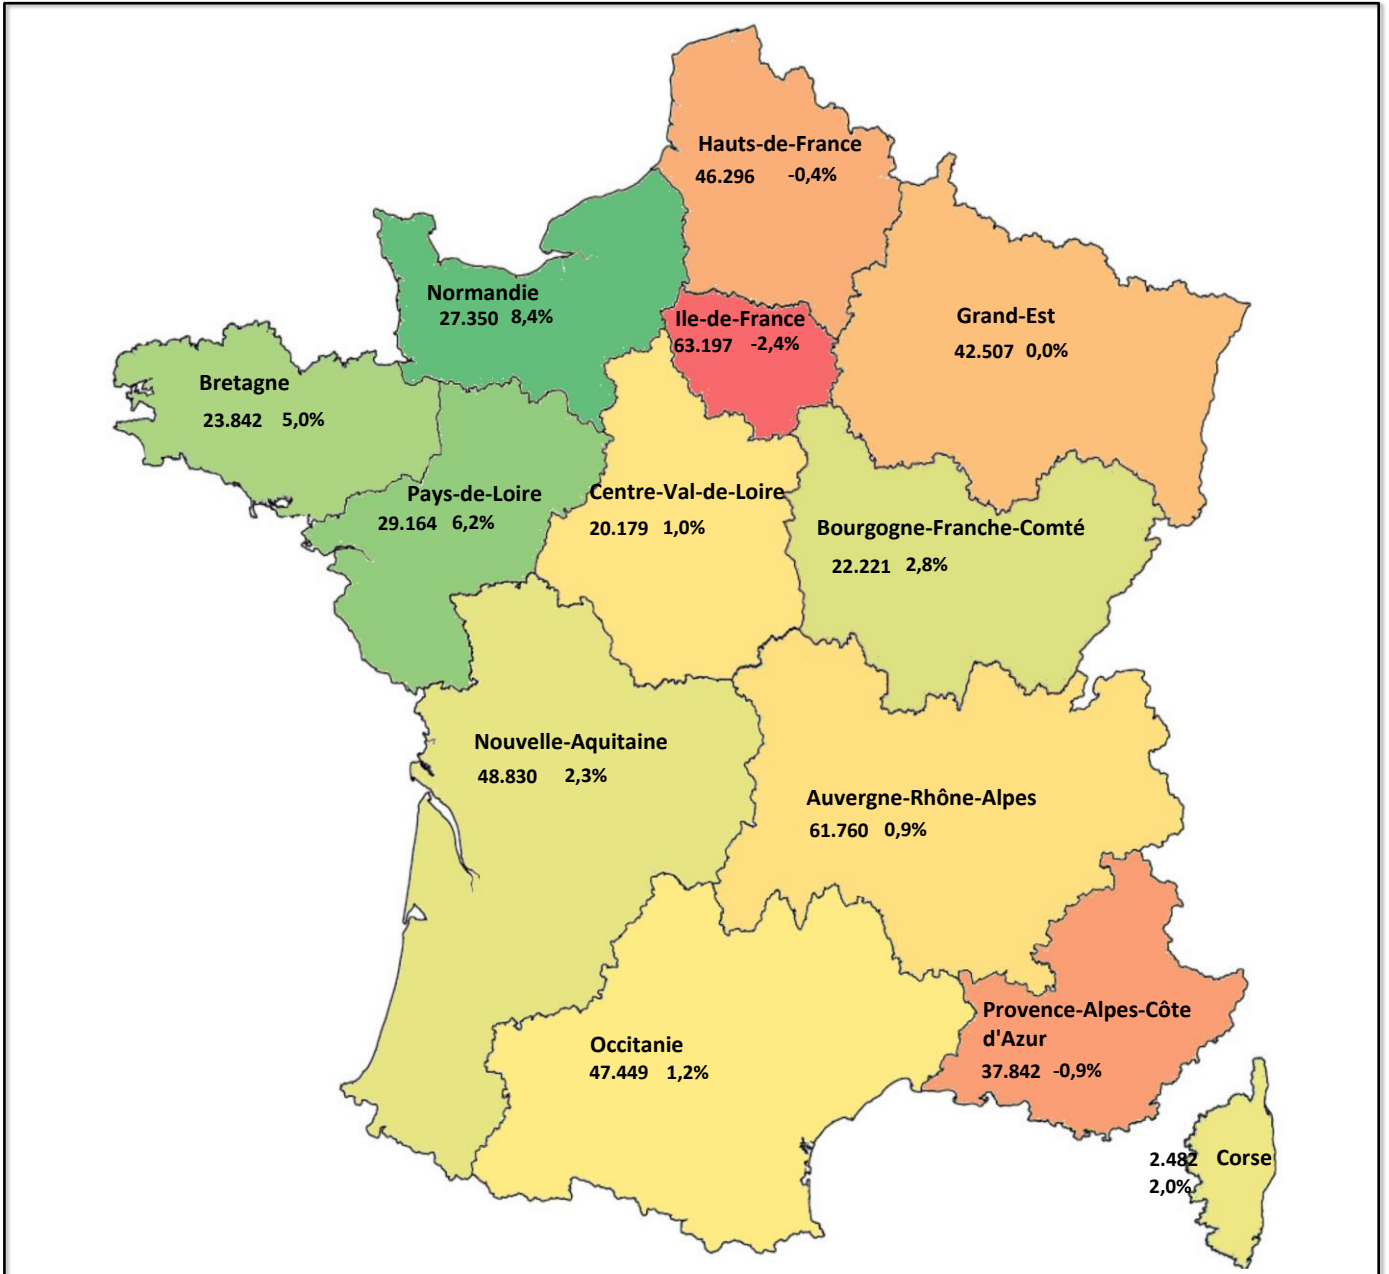 Hauts-de-France
46.296 -0,4%
Normandie
27.350 8,4%
Ile-de-France
63.197 -2,4%
Grand-Est
42.507 0,0%
Bretagne
23.842 5,0%
Pays-de-Loire
29.164 6,2%
Centre-Val-de-Loire
20.179 1,0%
Bourgogne-Franche-Comté
22.221 2,8%
Nouvelle-Aquitaine
48.830 2,3%
Auvergne-Rhône-Alpes
61.760 0,9%
Occitanie
47.449 1,2%
Provence-Alpes-Côte
d'Azur
37.842 -0,9%
2.482 Corse
2,0%